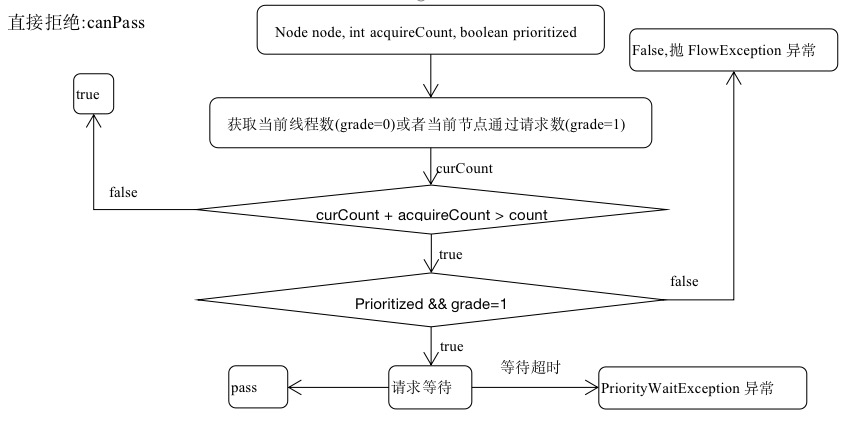 直接拒绝:canPass
Node node, int acquireCount, boolean prioritized
False,抛 FlowException 异常
true
获取当前线程数(grade=0)或者当前节点通过请求数(grade=1)
curCount
false
curCount + acquireCount > count
true
false
Prioritized && grade=1
true
等待超时
pass
请求等待
PriorityWaitException 异常